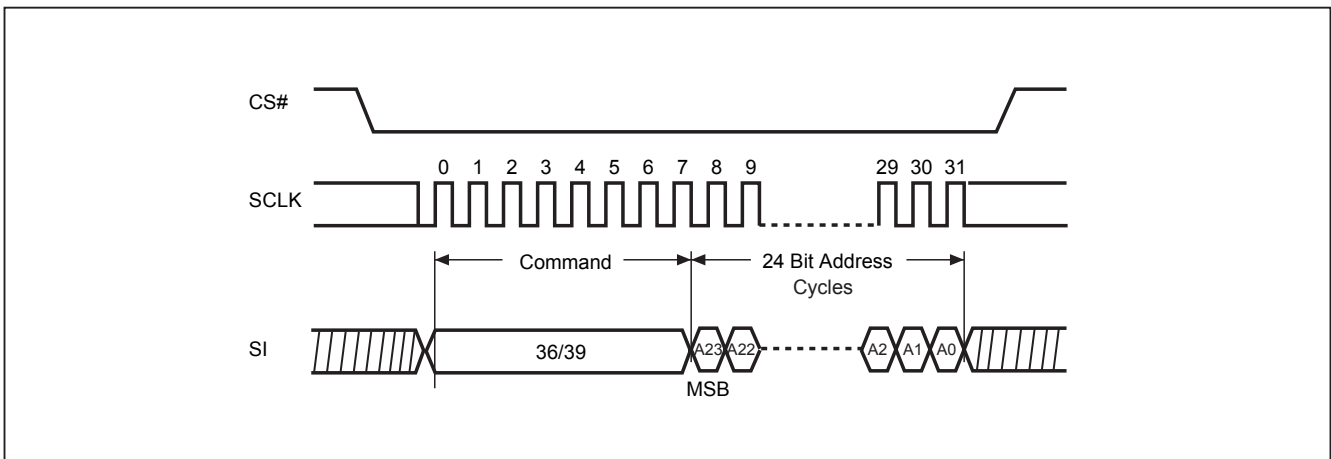 CS#
0 1 2 3 4 5 6 7 8 9 29 30 31
SCLK
Command 24 Bit Address
Cycles
SI 36/39 A23 A22 A2 A1 A0
MSB